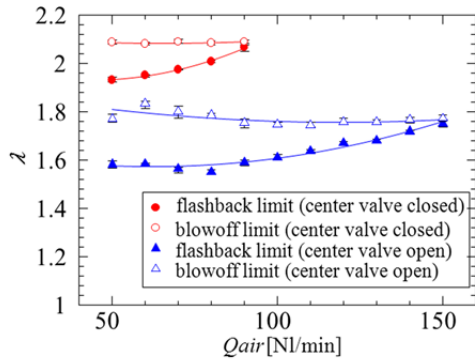 2.2
2
1.8
1.6
1.4
1.2
1
λ
flashback limit (center valve closed)
blowoff limit (center valve closed)
flashback limit (center valve open)
blowoff limit (center valve open)
50 100 150
Qair [Nl/min]